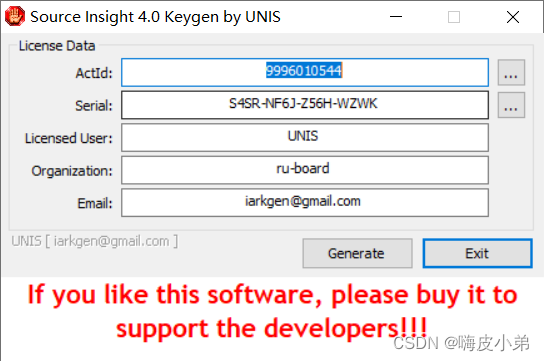 Source Insight 4.0 Keygen by UNIS
License Data
ActId: 9996010544 ...
Serial: S4SR-NF6J-Z56H-WZWK ...
Licensed User: UNIS
Organization: ru-board
Email: iarkgen@gmail.com
UNIS [ iarkgen@gmail.com ]
Generate Exit
If you like this software, please buy it to
support the developers!!!
CSDN @嗨皮小弟